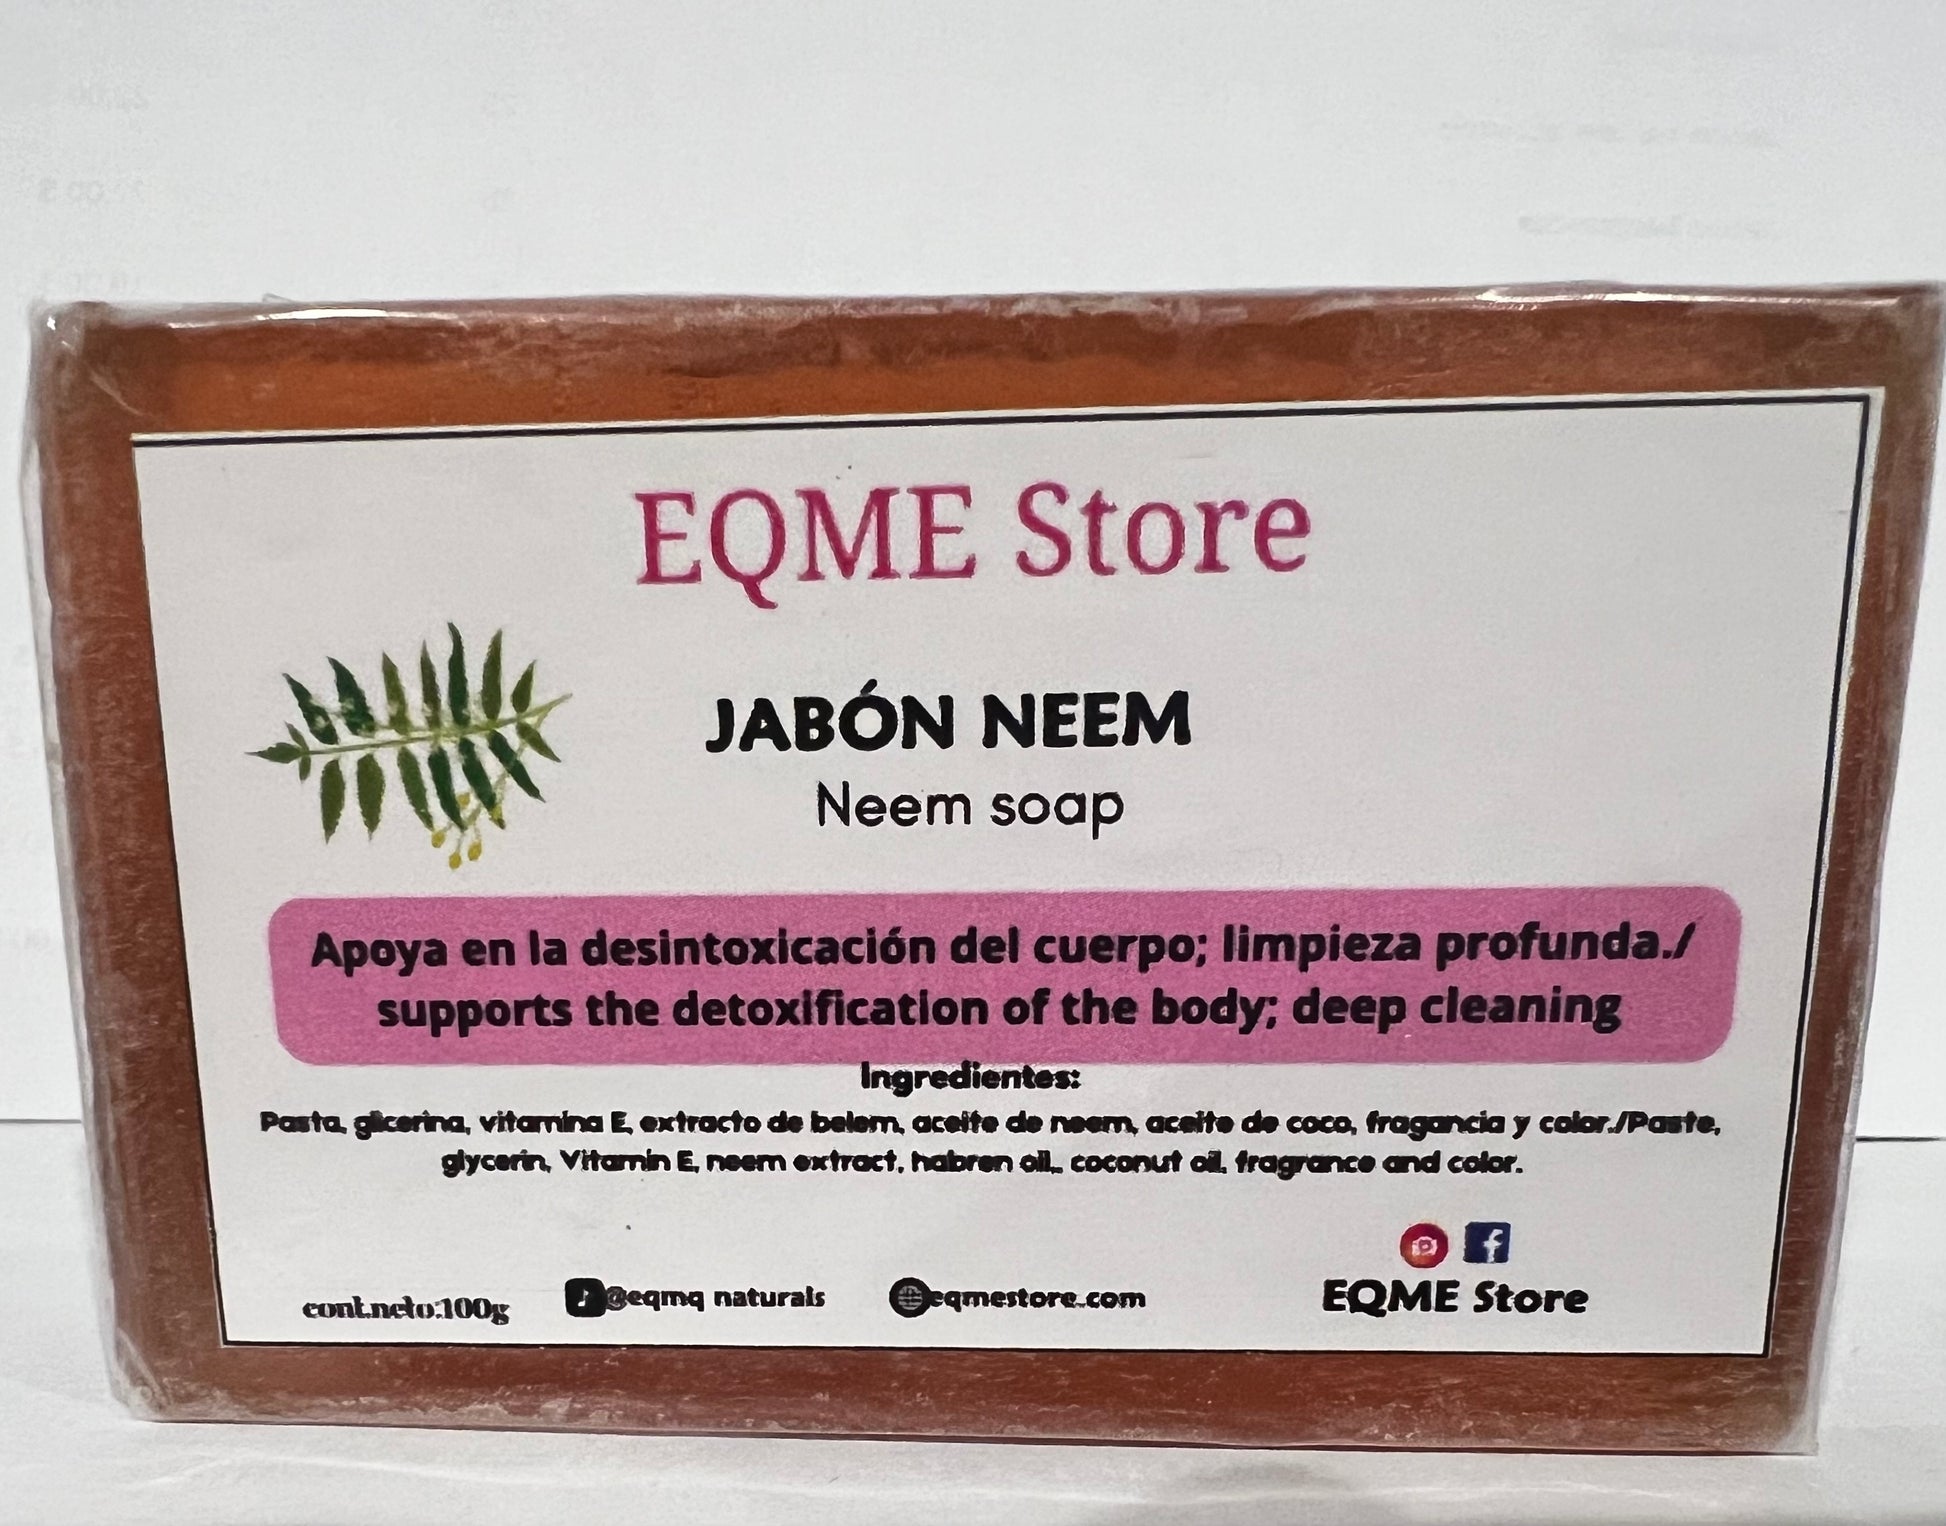 EQME Store
JABÓN NEEM
Neem soap
Apoya en la desintoxicación del cuerpo; limpieza profunda./
supports the detoxification of the body; deep cleaning
Ingredientes:
Pasta, glicerina, vitamina E, extracto de belem, aceite de neem, aceite de coco, fragancia y color./Paste,
glycerin, Vitamin E, neem extract, habren oil,, coconut oil, fragrance and color.
cont.neto:100g
@eqmq naturals
eqmestore.com
EQME Store